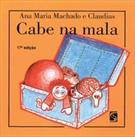 Ana Maria Machado e Claudius
Cabe na mala
17ª edição